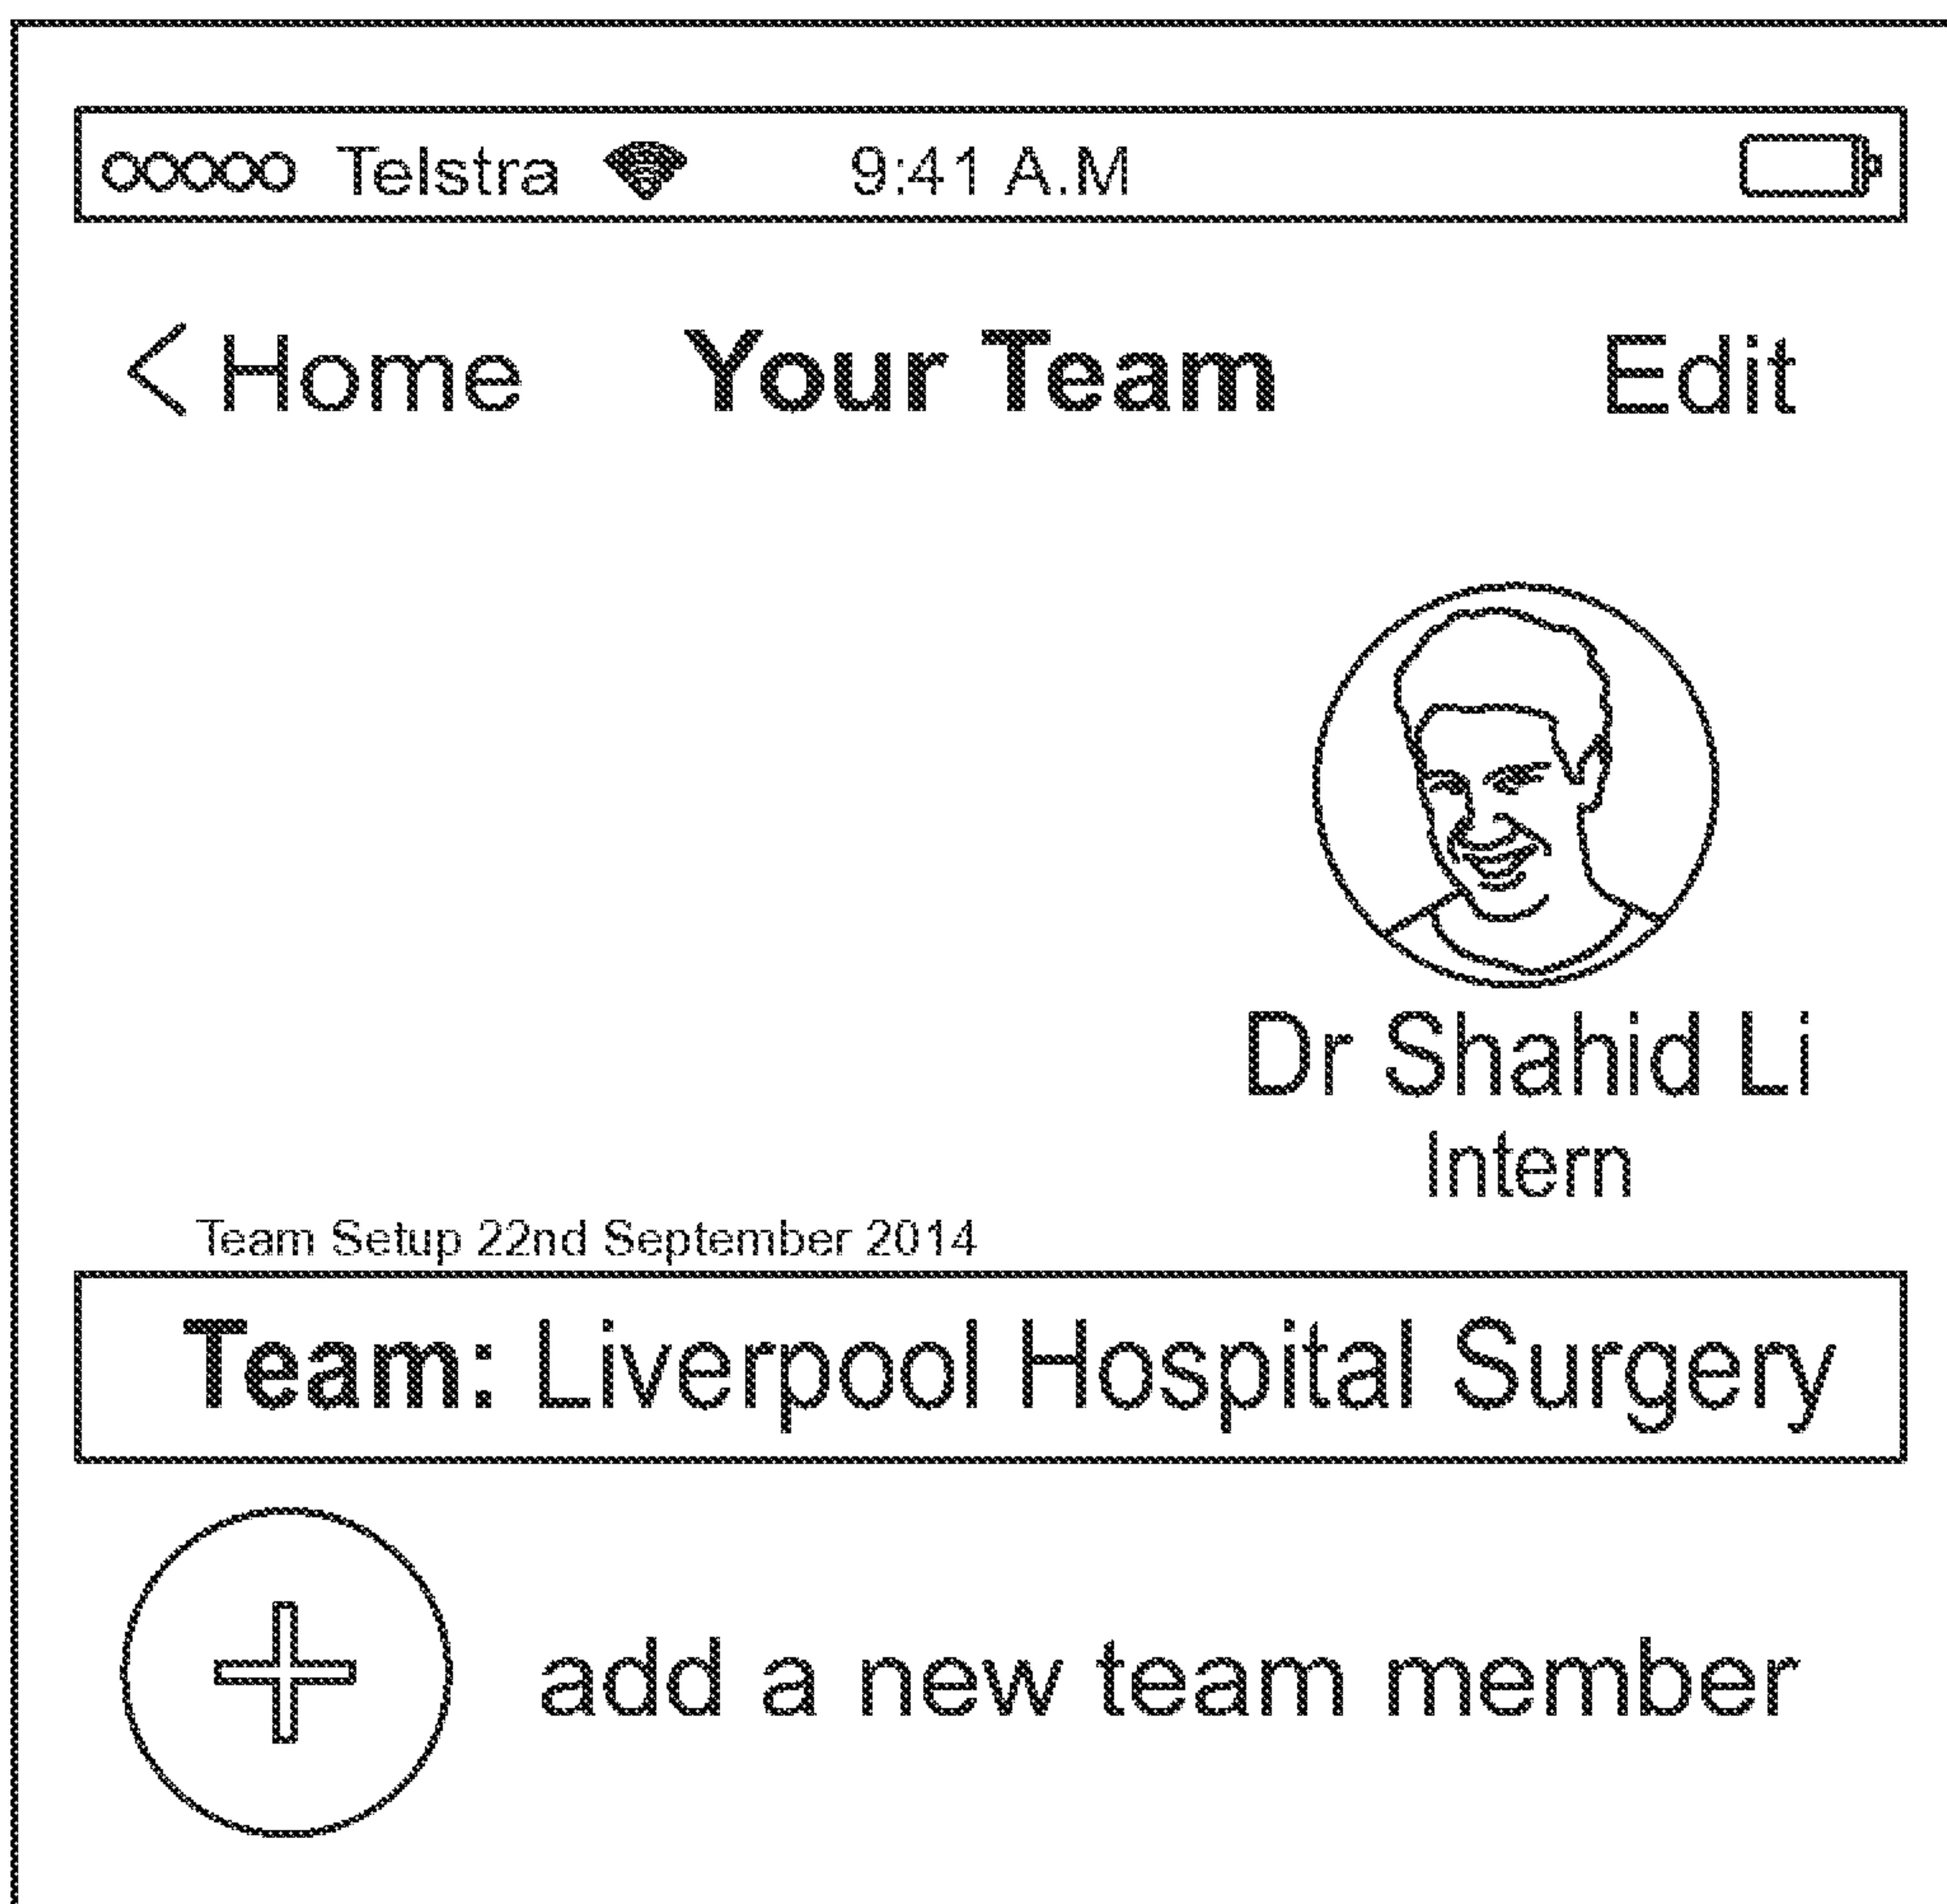 Telstra 9:41 A.M
< Home Your Team Edit
Dr Shahid Li
Intern
Team Setup 22nd September 2014
Team: Liverpool Hospital Surgery
add a new team member